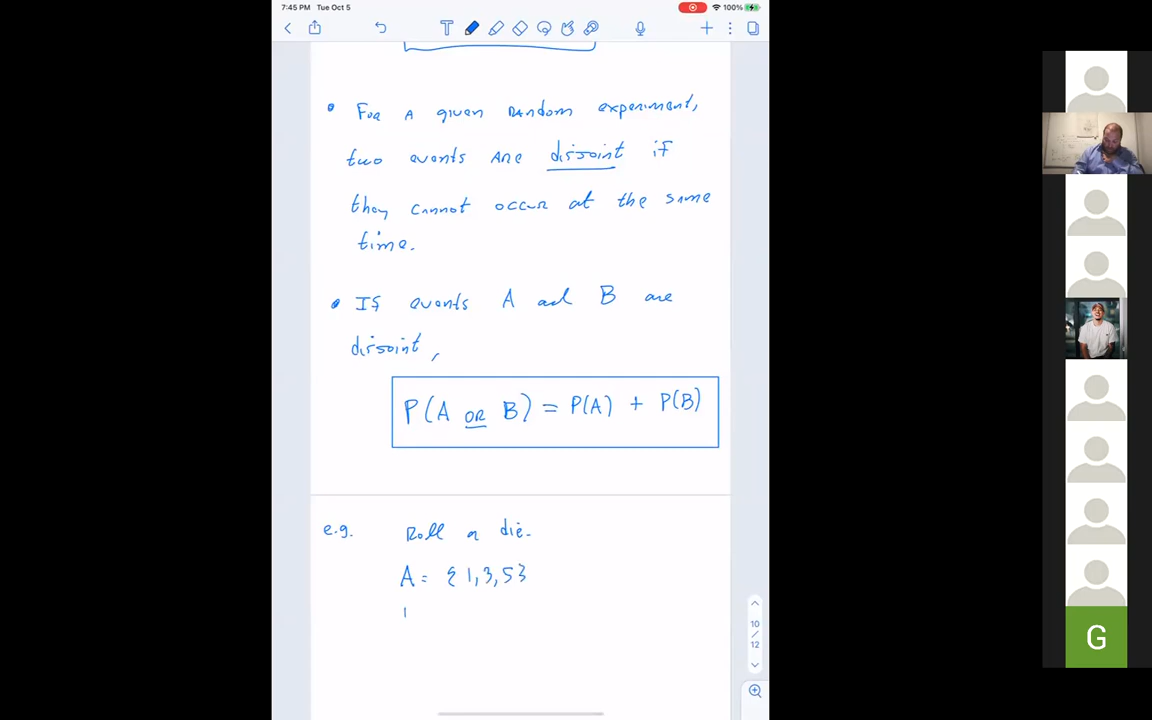 7:45 PM Tue Oct 5
100%
• For a given random experiment,
two events are disjoint if
they cannot occur at the same
time.
• If events A and B are
disjoint,
P(A OR B) = P(A) + P(B)
e.g. Roll a die.
A = {1,3,5}
10
/
12
G